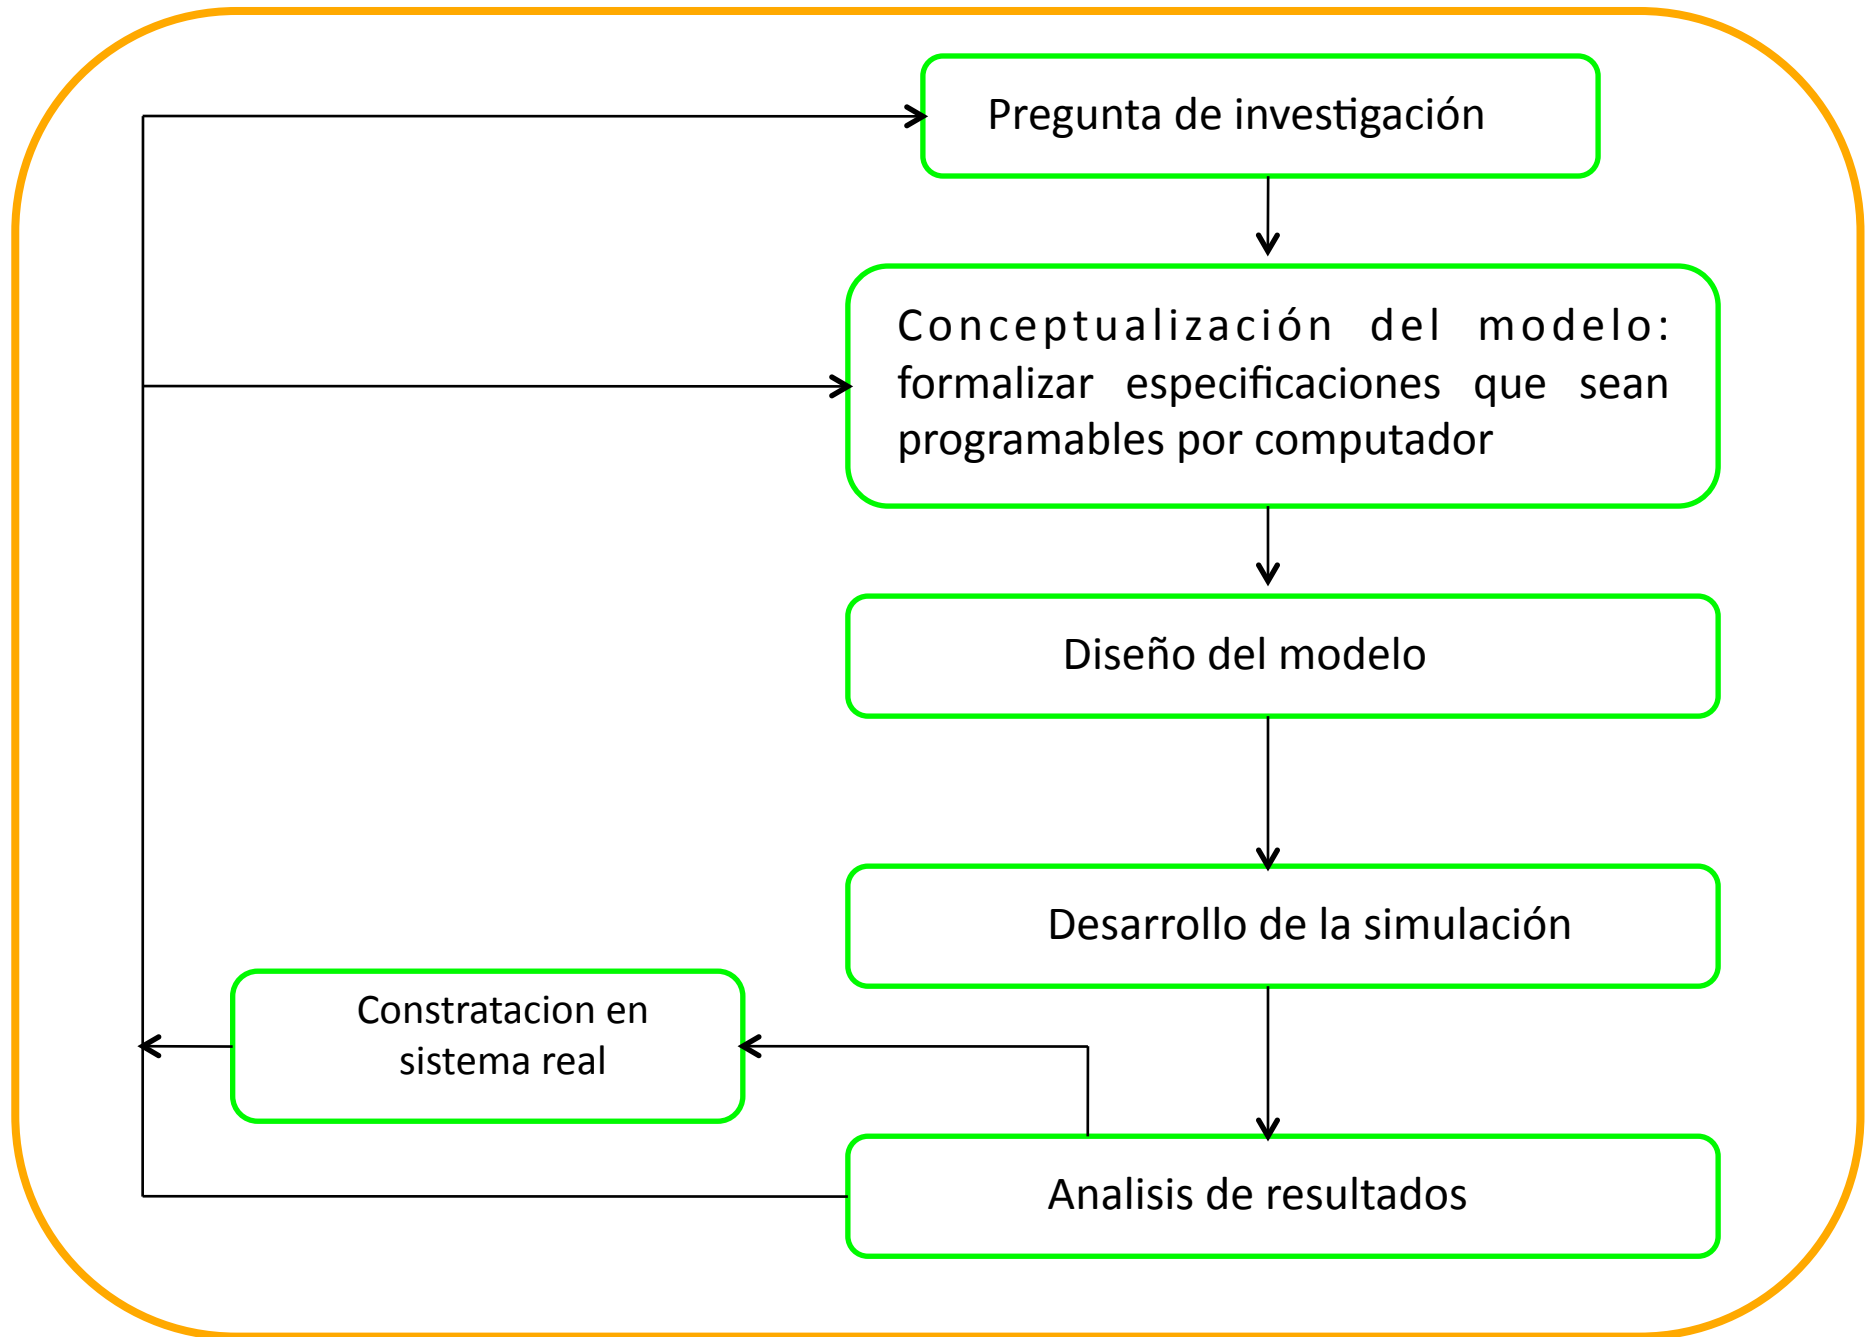 Pregunta de investigación
Conceptualización del modelo:
formalizar especificaciones que sean
programables por computador
Diseño del modelo
Desarrollo de la simulación
Constratacion en
sistema real
Analisis de resultados